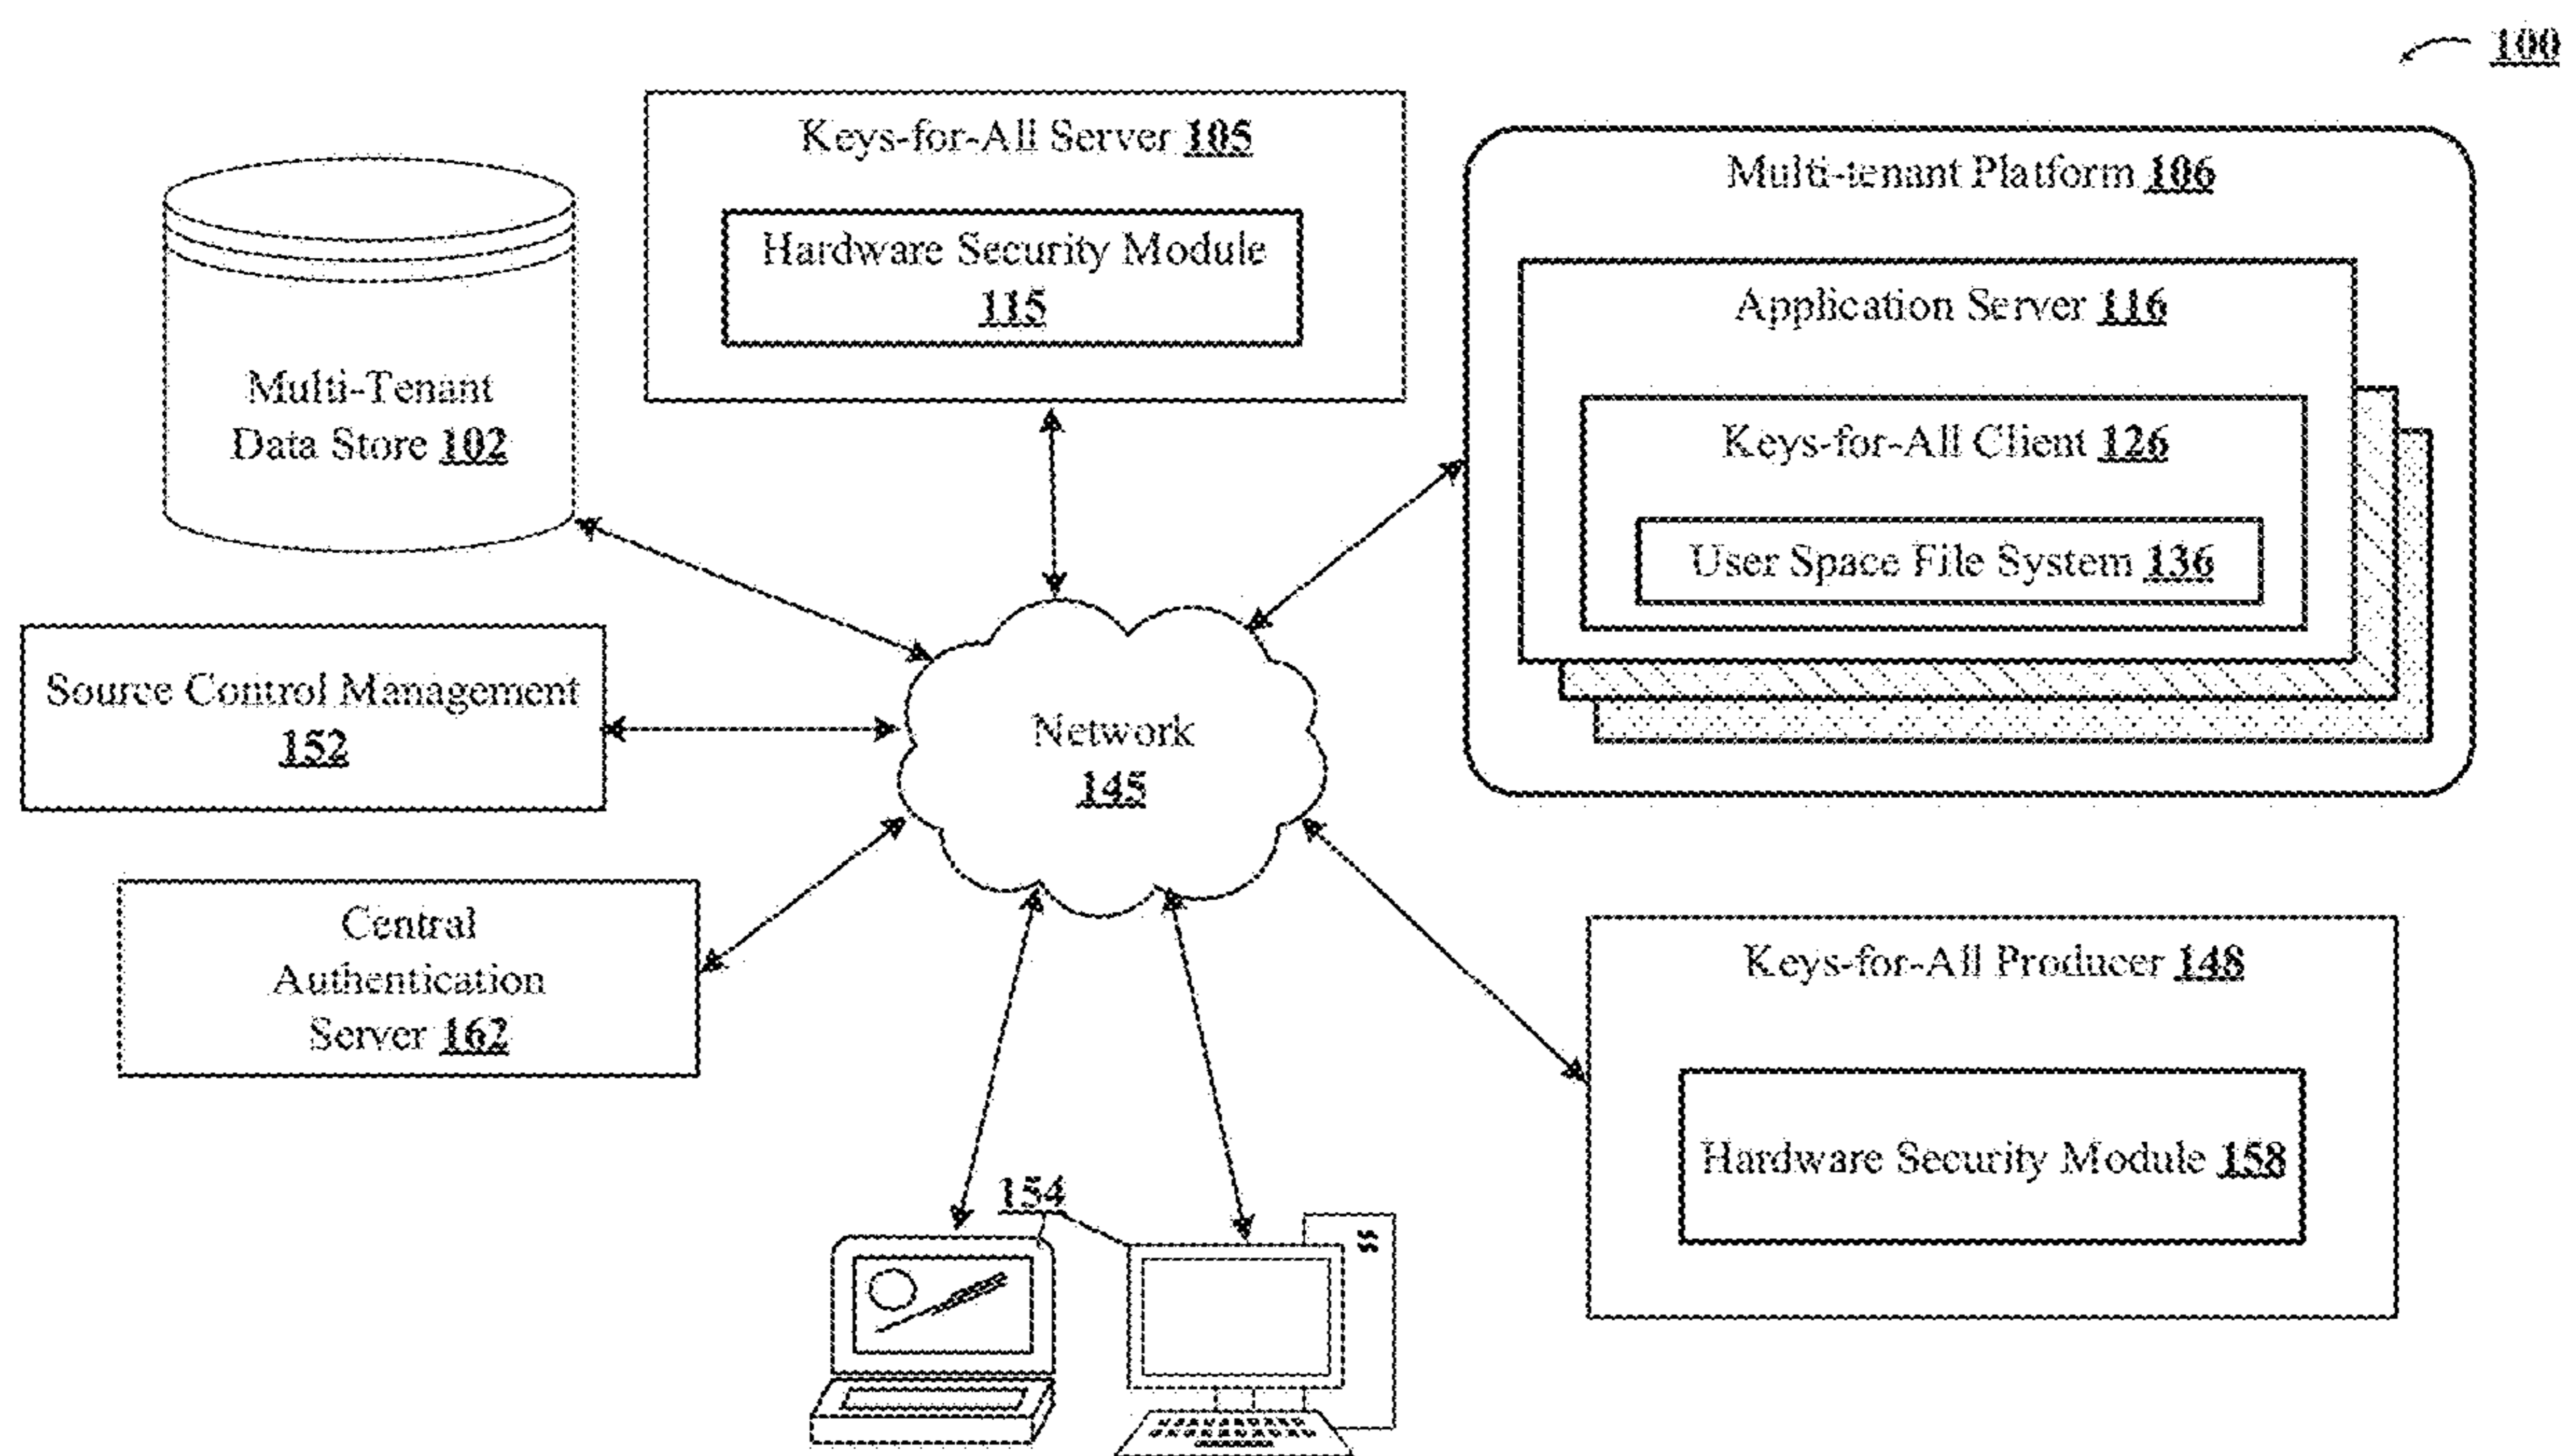 100
Keys-for-All Server 105
Hardware Security Module
115
Multi-Tenant
Data Store 102
Multi-tenant Platform 106
Application Server 116
Keys-for-All Client 126
User Space File System 136
Source Control Management
152
Network
145
Central
Authentication
Server 162
Keys-for-All Producer 148
Hardware Security Module 158
154